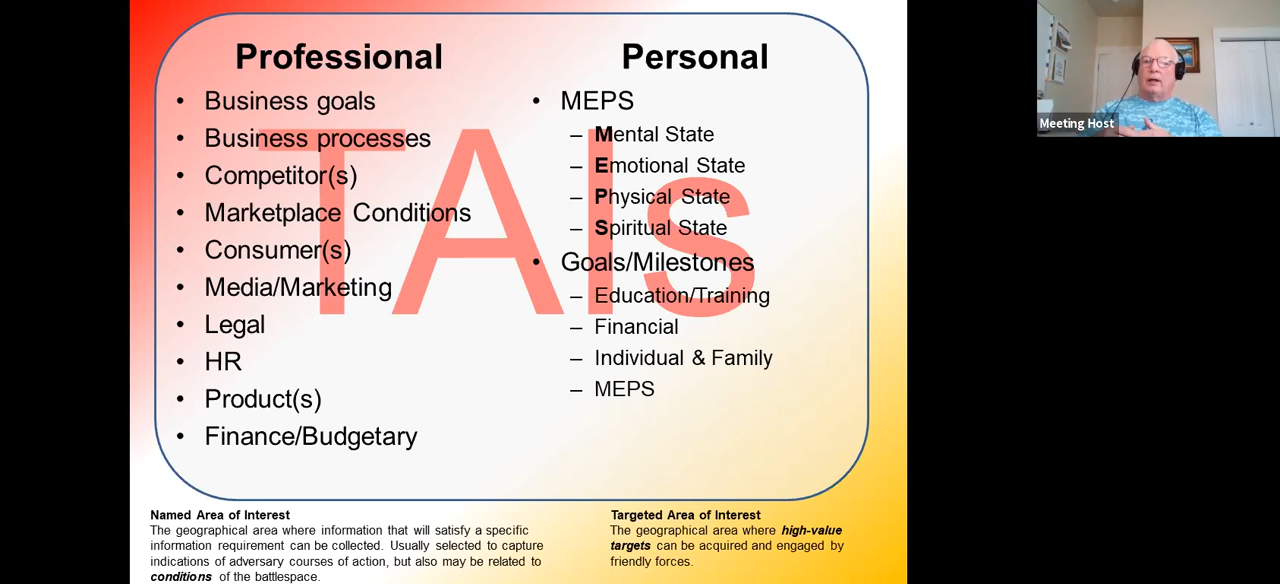 Professional
• Business goals
• Business processes
• Competitor(s)
• Marketplace Conditions
• Consumer(s)
• Media/Marketing
• Legal
• HR
• Product(s)
• Finance/Budgetary
Personal
• MEPS
– Mental State
– Emotional State
– Physical State
– Spiritual State
• Goals/Milestones
– Education/Training
– Financial
– Individual & Family
– MEPS
TAIs
Named Area of Interest
The geographical area where information that will satisfy a specific
information requirement can be collected. Usually selected to capture
indications of adversary courses of action, but also may be related to
conditions of the battlespace.
Targeted Area of Interest
The geographical area where high-value
targets can be acquired and engaged by
friendly forces.
Meeting Host